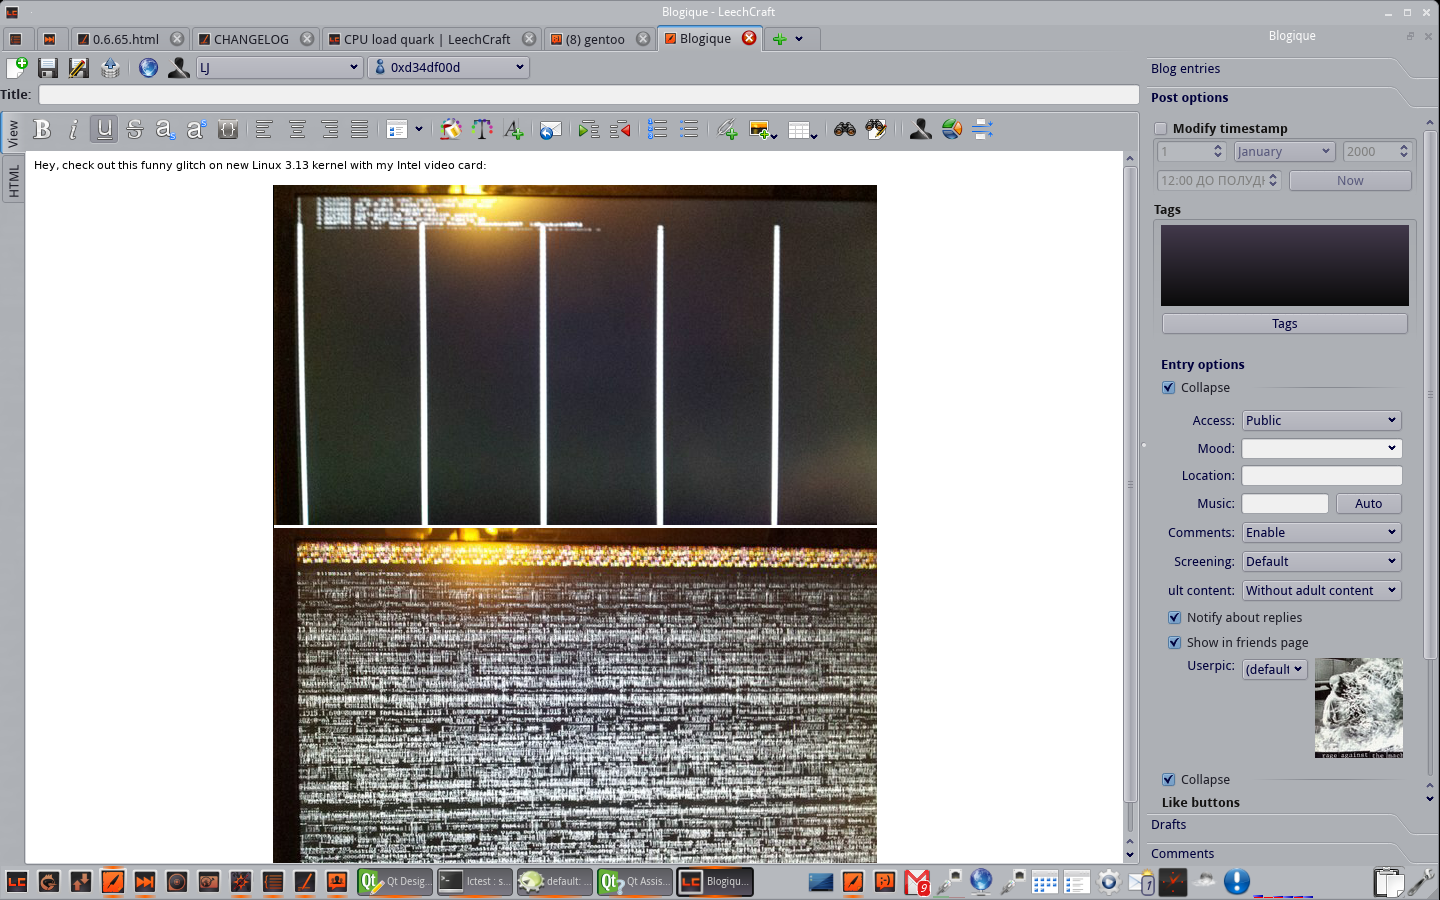 Blogique - LeechCraft
0.6.65.html
CHANGELOG
CPU load quark | LeechCraft
(8) gentoo
Blogique
Blogique
LJ
0xd34df00d
Title:
View
HTML
Hey, check out this funny glitch on new Linux 3.13 kernel with my Intel video card:
Blog entries
Post options
Modify timestamp
1
January
2000
12:00 ДО ПОЛУД
Now
Tags
Tags
Entry options
Collapse
Access:
Public
Mood:
Location:
Music:
Auto
Comments:
Enable
Screening:
Default
ult content:
Without adult content
Notify about replies
Show in friends page
Userpic:
(default
rage against the mach
Collapse
Like buttons
Drafts
Comments
Qt Desig...
lctest : s...
default: ...
Qt Assis...
Blogiqu...
9
1